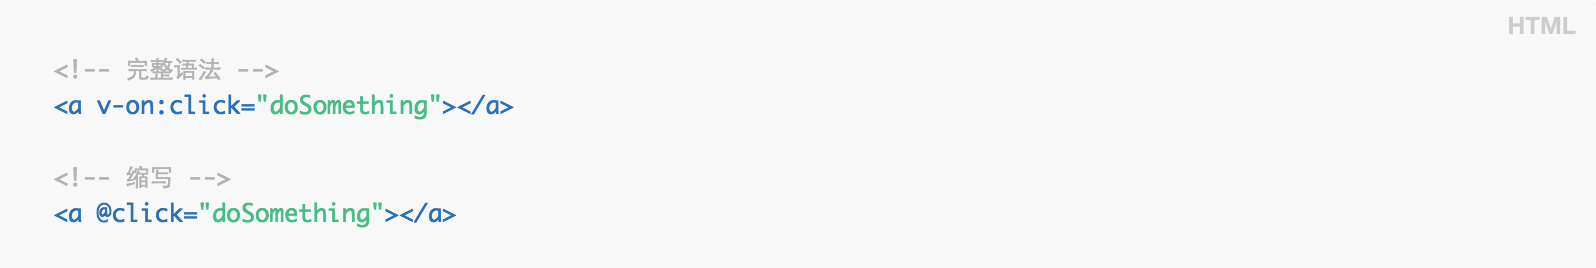 HTML
<!-- 完整语法 -->
<a v-on:click="doSomething"></a>
<!-- 缩写 -->
<a @click="doSomething"></a>